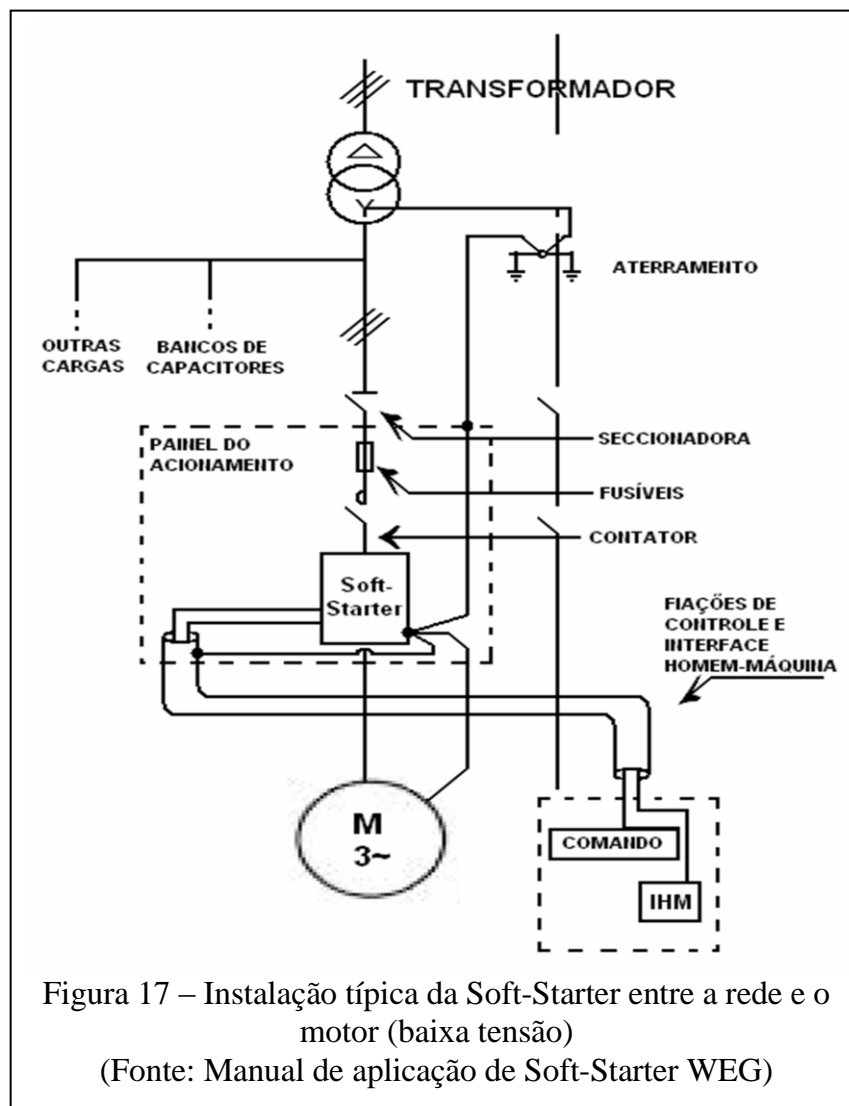 TRANSFORMADOR
Δ
Y
ATERRAMENTO
OUTRAS
CARGAS
BANCOS DE
CAPACITORES
PAINEL DO
ACIONAMENTO
SECCIONADORA
FUSÍVEIS
CONTATOR
Soft-
Starter
FIAÇÕES DE
CONTROLE E
INTERFACE
HOMEM-MÁQUINA
M
3~
COMANDO
IHM
Figura 17 – Instalação típica da Soft-Starter entre a rede e o
motor (baixa tensão)
(Fonte: Manual de aplicação de Soft-Starter WEG)